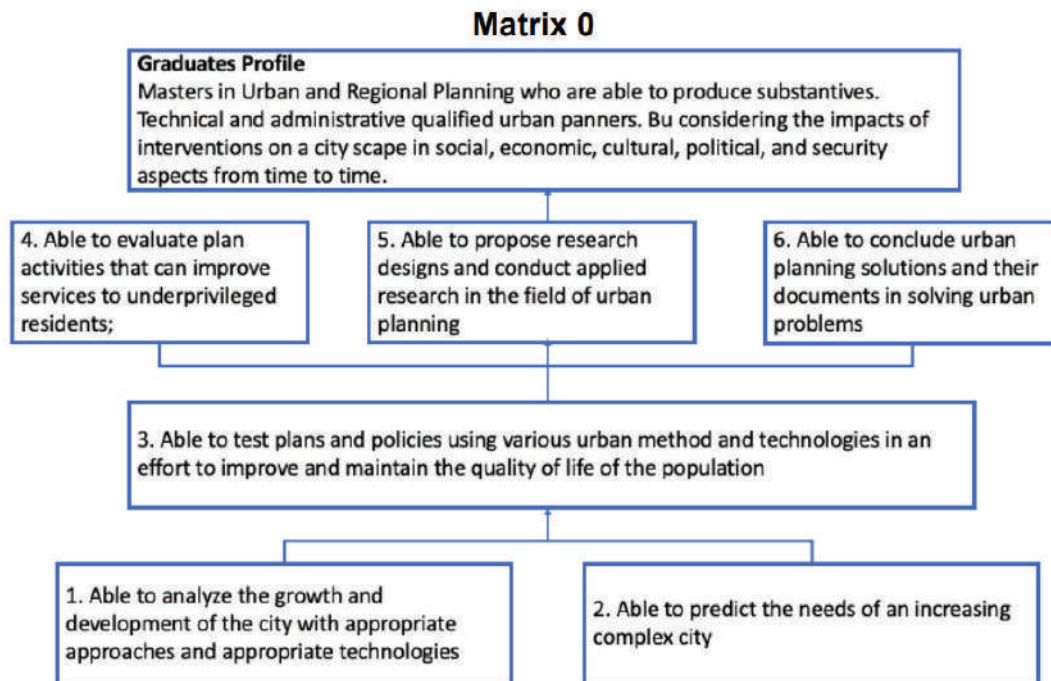 Matrix 0
Graduates Profile
Masters in Urban and Regional Planning who are able to produce substantives.
Technical and administrative qualified urban panners. Bu considering the impacts of
interventions on a city scape in social, economic, cultural, political, and security
aspects from time to time.
4. Able to evaluate plan
activities that can improve
services to underprivileged
residents;
5. Able to propose research
designs and conduct applied
research in the field of urban
planning
6. Able to conclude urban
planning solutions and their
documents in solving urban
problems
3. Able to test plans and policies using various urban method and technologies in an
effort to improve and maintain the quality of life of the population
1. Able to analyze the growth and
development of the city with appropriate
approaches and appropriate technologies
2. Able to predict the needs of an increasing
complex city